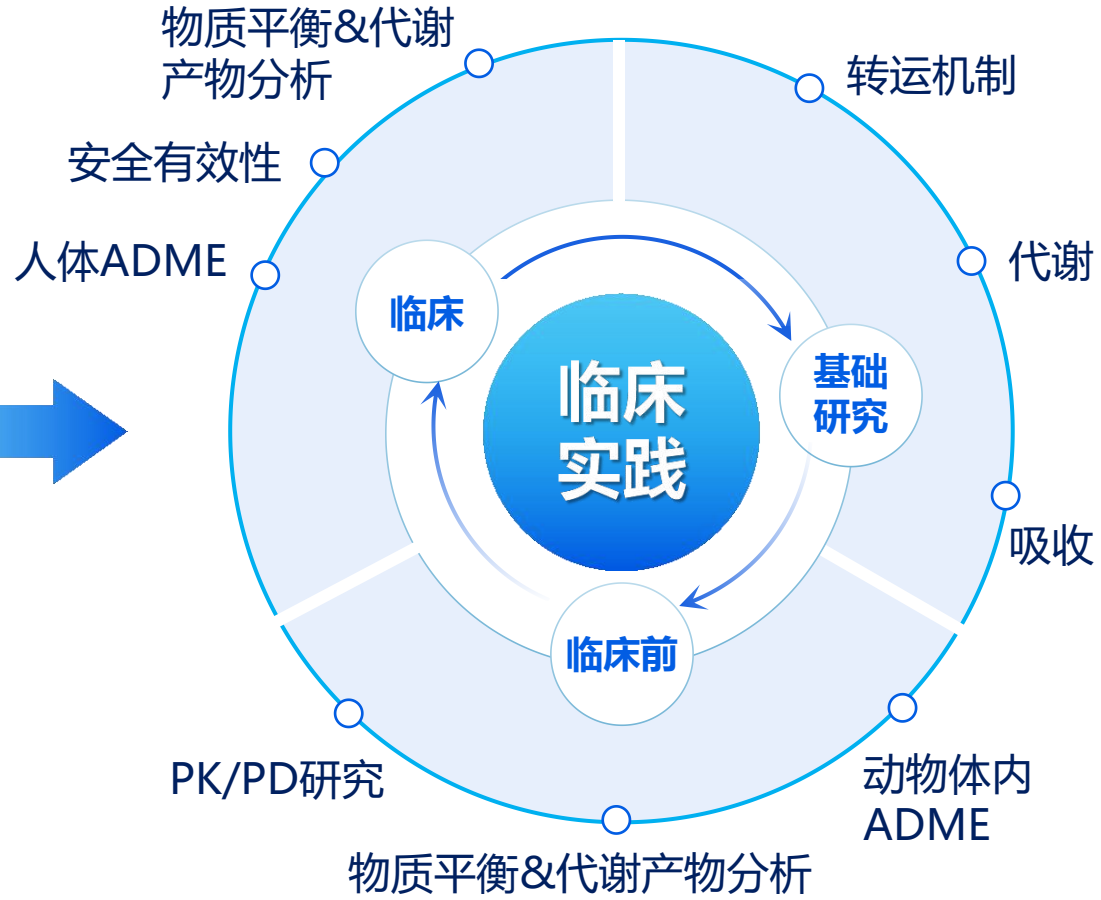 物质平衡&代谢
产物分析
转运机制
安全有效性
人体ADME
代谢
临床
基础
研究
临床
实践
吸收
临床前
PK/PD研究
动物体内
ADME
物质平衡&代谢产物分析